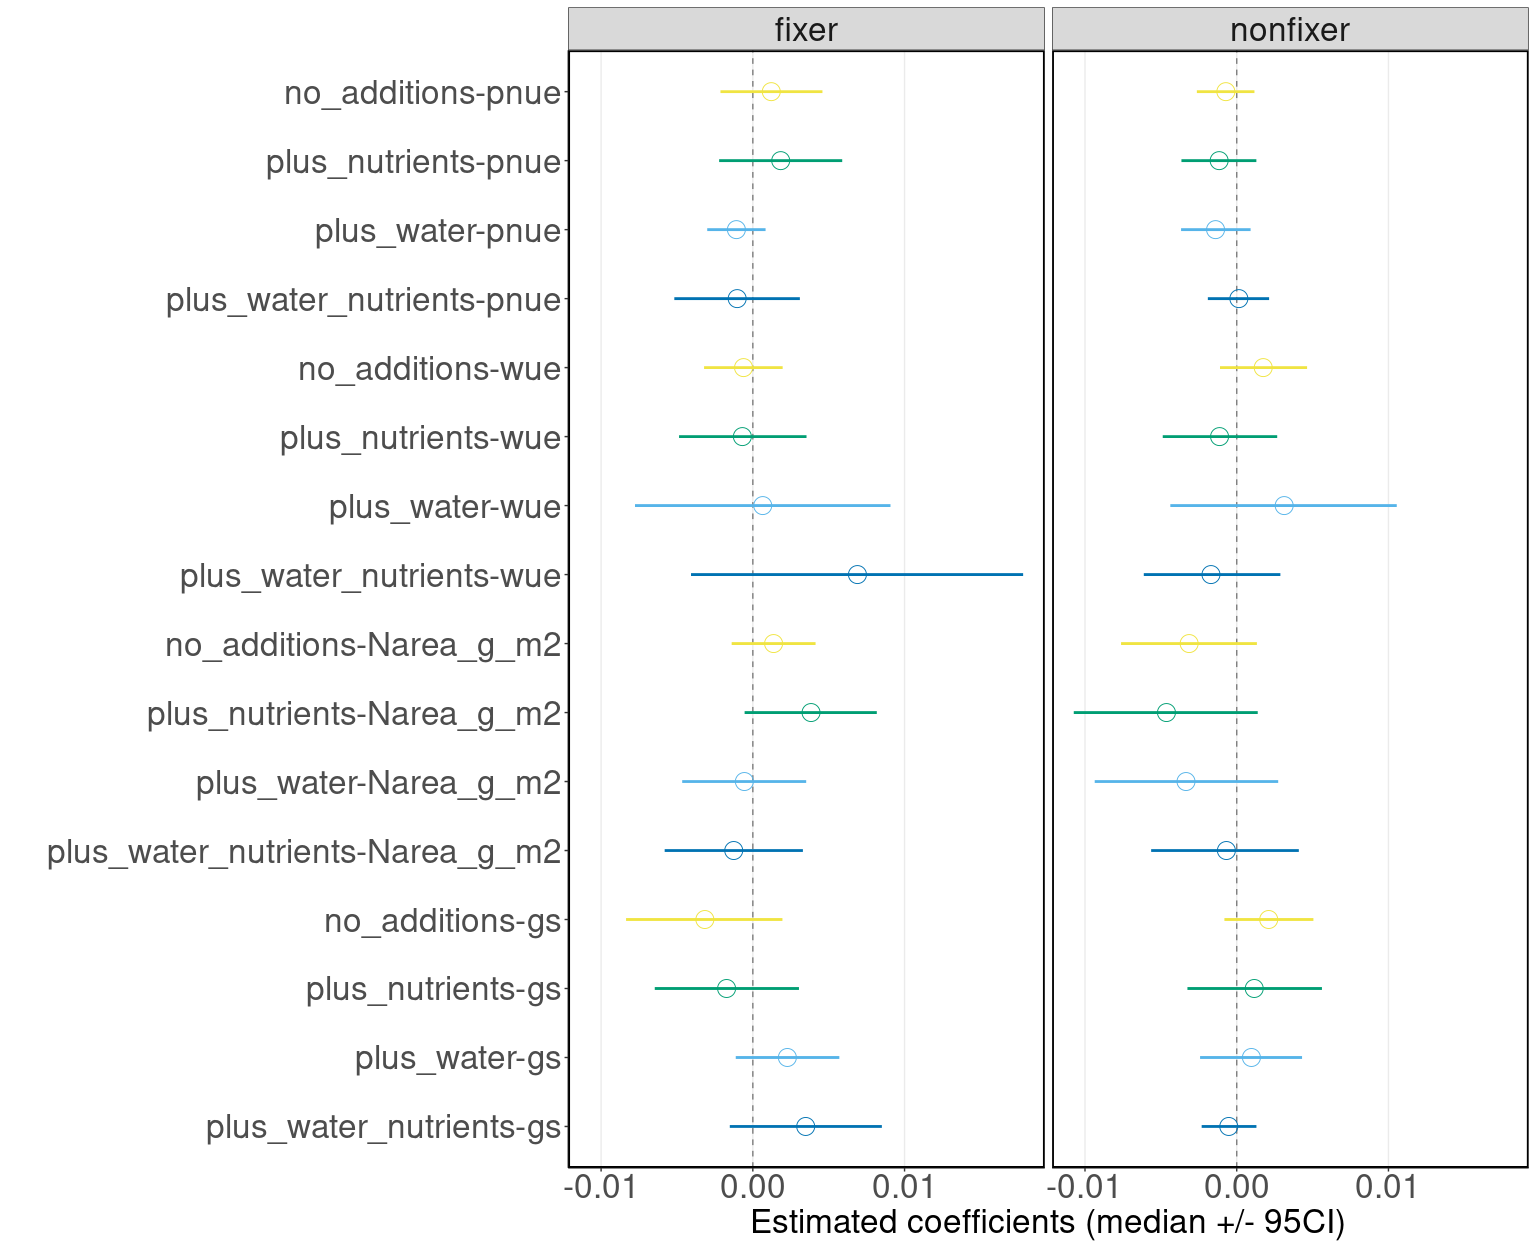 fixer nonfixer
no_additions-pnue
plus_nutrients-pnue
plus_water-pnue
plus_water_nutrients-pnue
no_additions-wue
plus_nutrients-wue
plus_water-wue
plus_water_nutrients-wue
no_additions-Narea_g_m2
plus_nutrients-Narea_g_m2
plus_water-Narea_g_m2
plus_water_nutrients-Narea_g_m2
no_additions-gs
plus_nutrients-gs
plus_water-gs
plus_water_nutrients-gs
-0.01 0.00 0.01 -0.01 0.00 0.01
Estimated coefficients (median +/- 95CI)